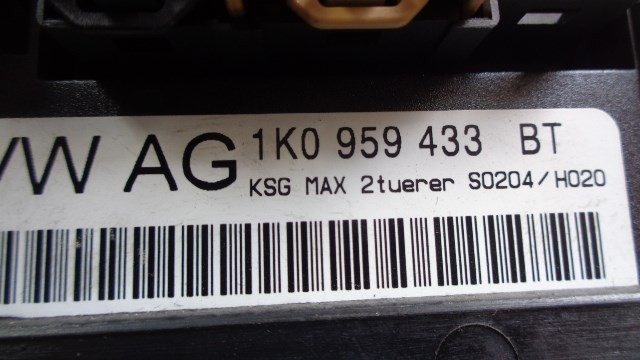 VW AG 1K0 959 433 BT
KSG MAX 2tuerer S0204/H020